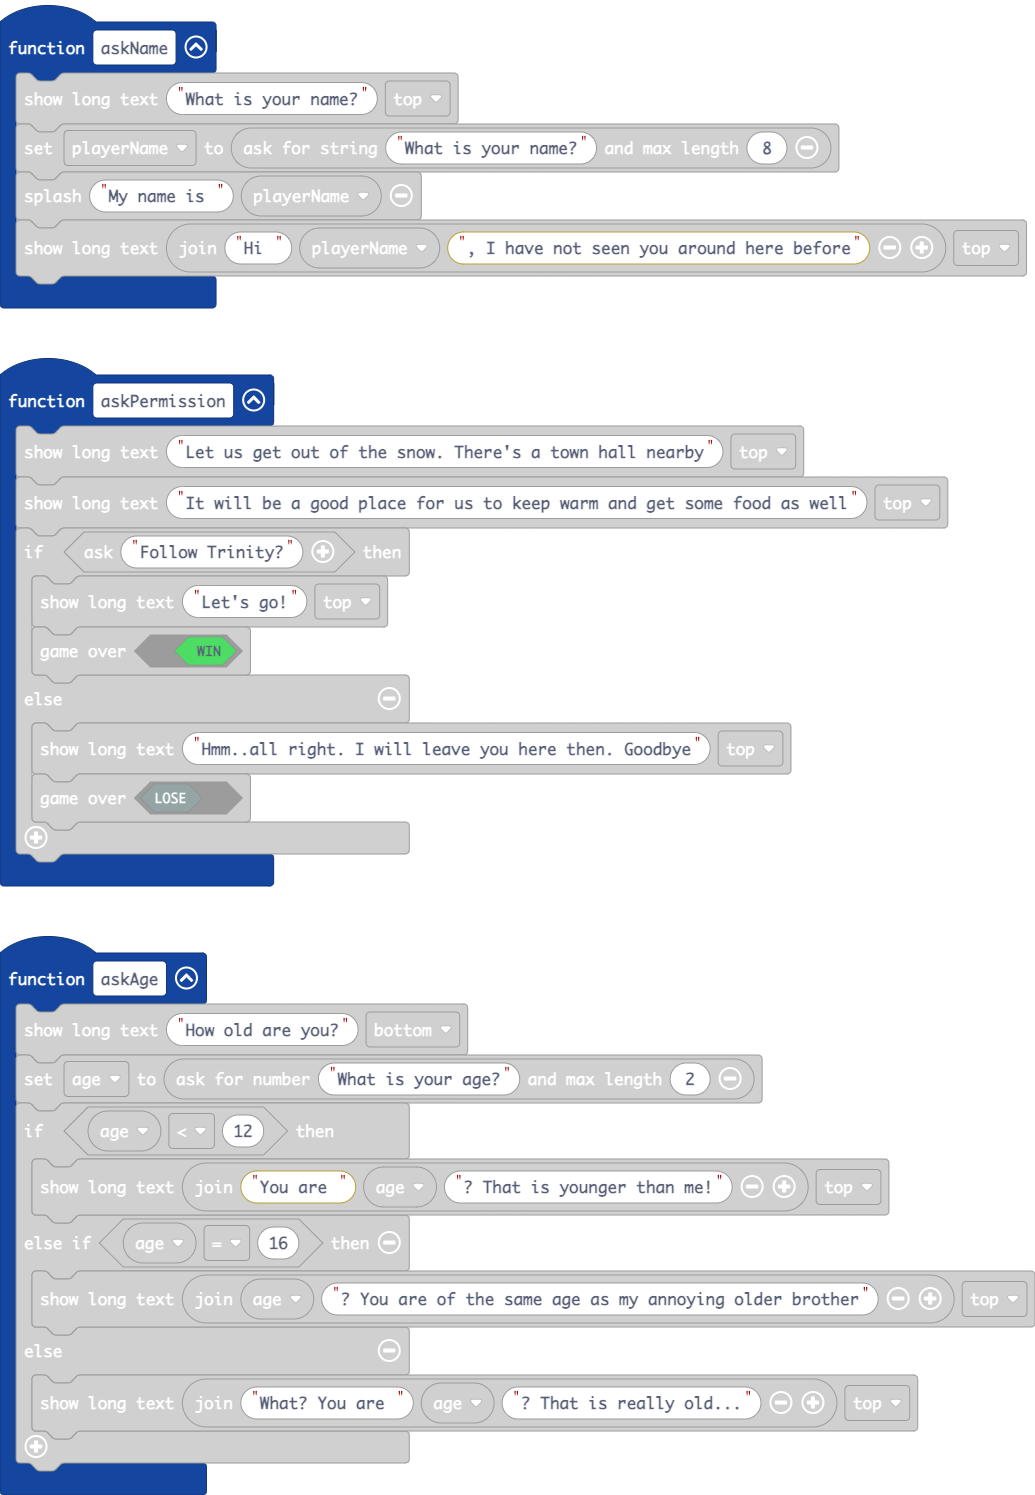 function askName
show long text "What is your name?" top
set playerName to ask for string "What is your name?" and max length 8
splash "My name is " playerName
show long text join "Hi " playerName ", I have not seen you around here before" top
function askPermission
show long text "Let us get out of the snow. There's a town hall nearby" top
show long text "It will be a good place for us to keep warm and get some food as well" top
if ask "Follow Trinity?" then
show long text "Let's go!" top
game over WIN
else
show long text "Hmm..all right. I will leave you here then. Goodbye" top
game over LOSE
function askAge
show long text "How old are you?" bottom
set age to ask for number "What is your age?" and max length 2
if age < 12 then
show long text join "You are " age "? That is younger than me!" top
else if age = 16 then
show long text join age "? You are of the same age as my annoying older brother" top
else
show long text join "What? You are " age "? That is really old..." top